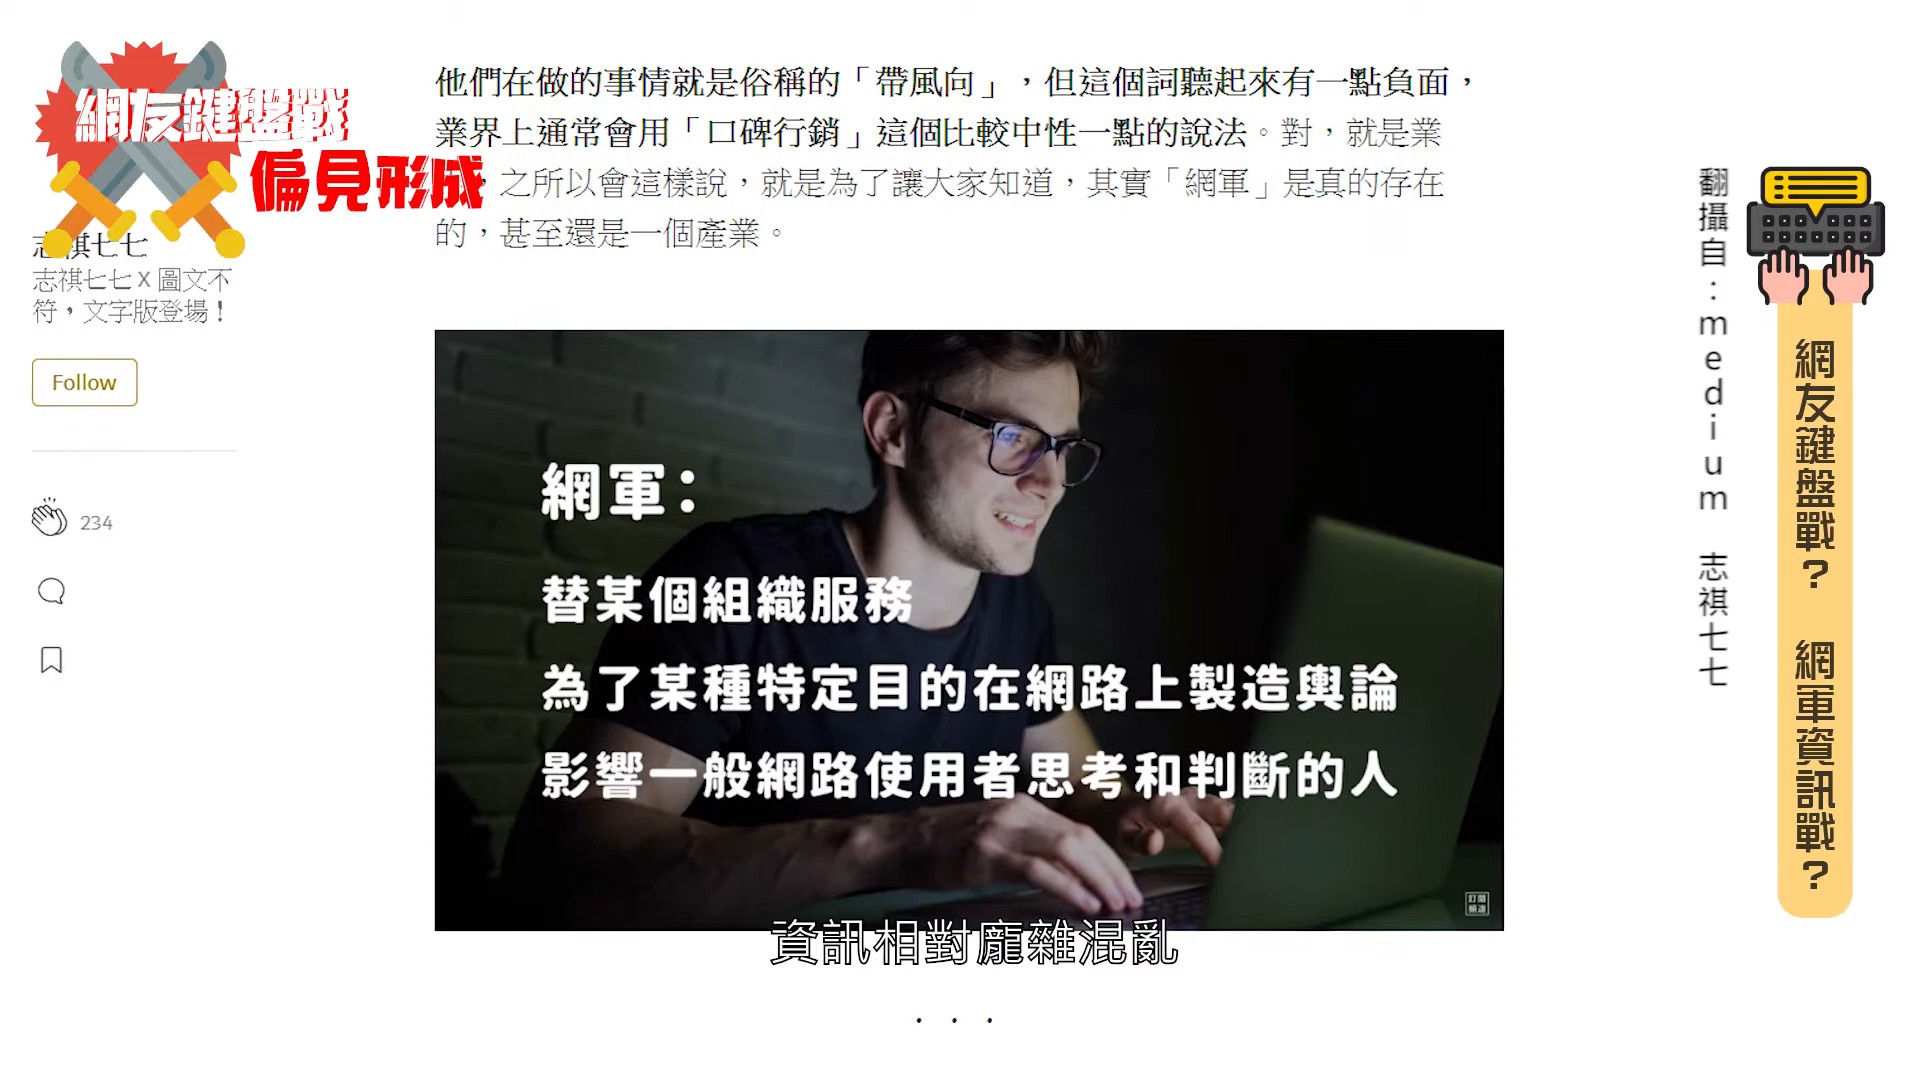 網友鍵盤戰
偏見形成
他們在做的事情就是俗稱的「帶風向」，但這個詞聽起來有一點負面，
業界上通常會用「口碑行銷」這個比較中性一點的說法。對，就是業
，之所以會這樣說，就是為了讓大家知道，其實「網軍」是真的存在
的，甚至還是一個產業。
志祺七七
志祺七七 X 圖文不
符，文字版登場！
Follow
234
網軍：
替某個組織服務
為了某種特定目的在網路上製造輿論
影響一般網路使用者思考和判斷的人
訂閱
頻道
資訊相對龐雜混亂
. . .
翻攝自：medium 志祺七七
網友鍵盤戰？ 網軍資訊戰？